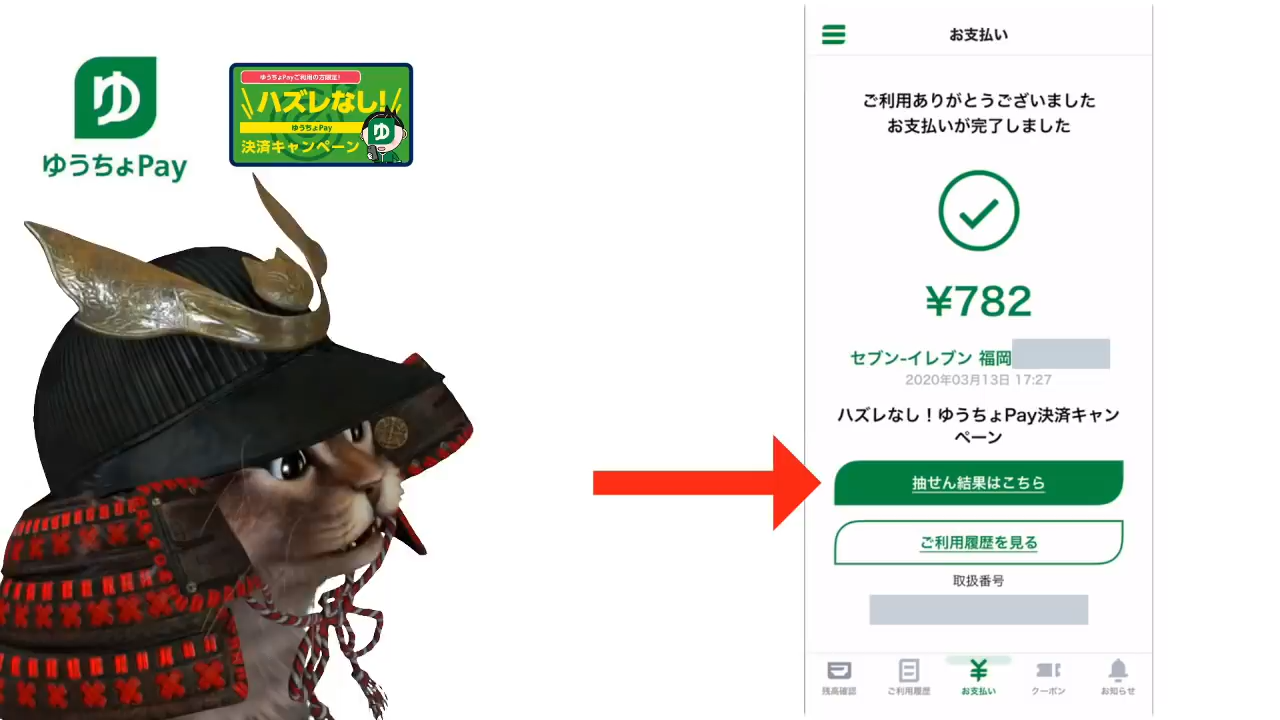 ゆ
ゆうちょPay
ゆうちょPayご利用の方限定!
ハズレなし!
ゆうちょPay
決済キャンペーン
ゆ
お支払い
ご利用ありがとうございました
お支払いが完了しました
¥782
セブン-イレブン 福岡
2020年03月13日 17:27
ハズレなし！ゆうちょPay決済キャン
ペーン
抽せん結果はこちら
ご利用履歴を見る
取扱番号
残高確認
ご利用履歴
¥
お支払い
クーポン
お知らせ